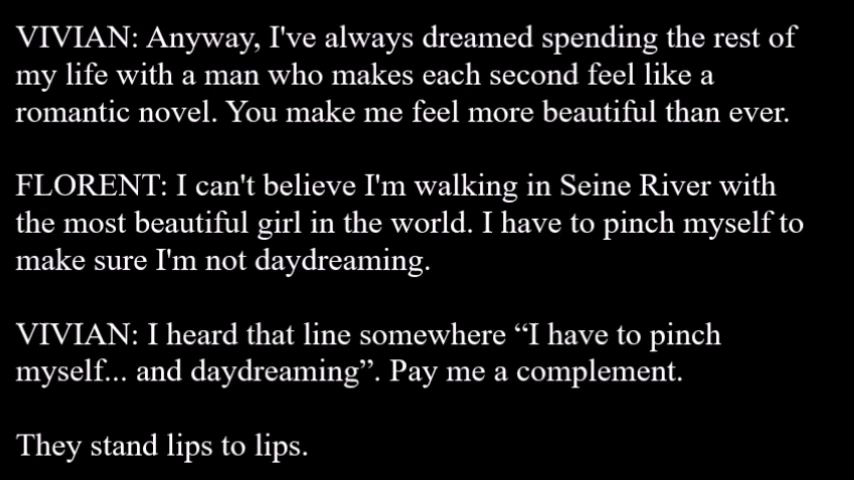 VIVIAN: Anyway, I've always dreamed spending the rest of
my life with a man who makes each second feel like a
romantic novel. You make me feel more beautiful than ever.
FLORENT: I can't believe I'm walking in Seine River with
the most beautiful girl in the world. I have to pinch myself to
make sure I'm not daydreaming.
VIVIAN: I heard that line somewhere “I have to pinch
myself... and daydreaming”. Pay me a complement.
They stand lips to lips.